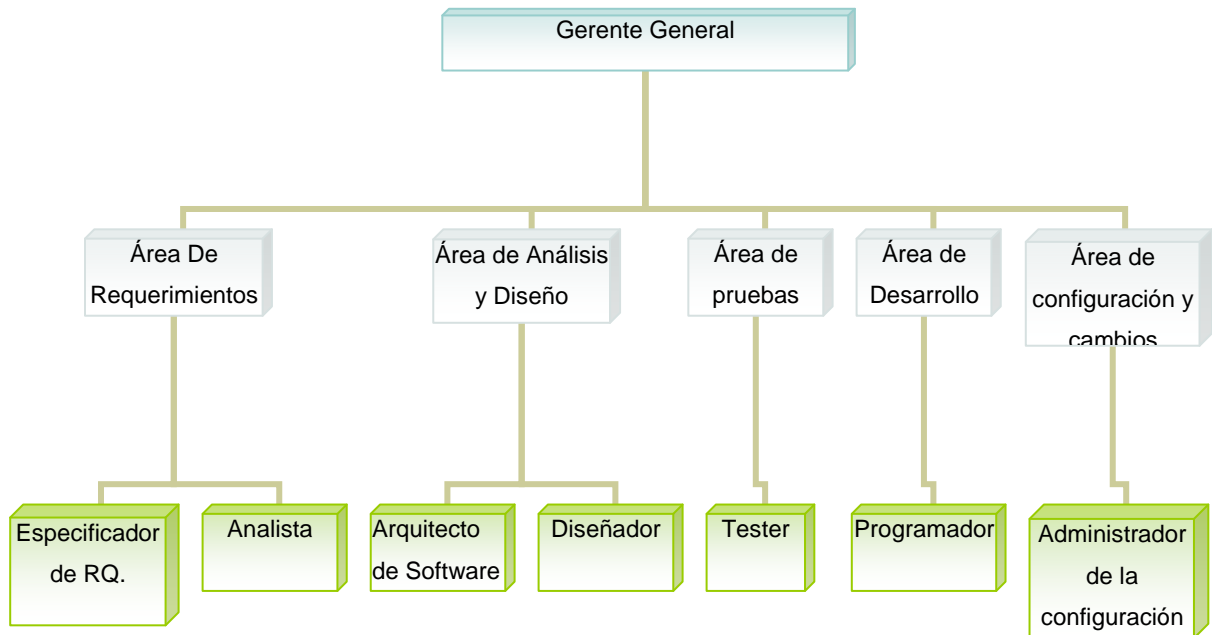 Gerente General
Área De
Requerimientos
Área de Análisis
y Diseño
Área de
pruebas
Área de
Desarrollo
Área de
configuración y
cambios
Especificador
de RQ.
Analista
Arquitecto
de Software
Diseñador
Tester
Programador
Administrador
de la
configuración